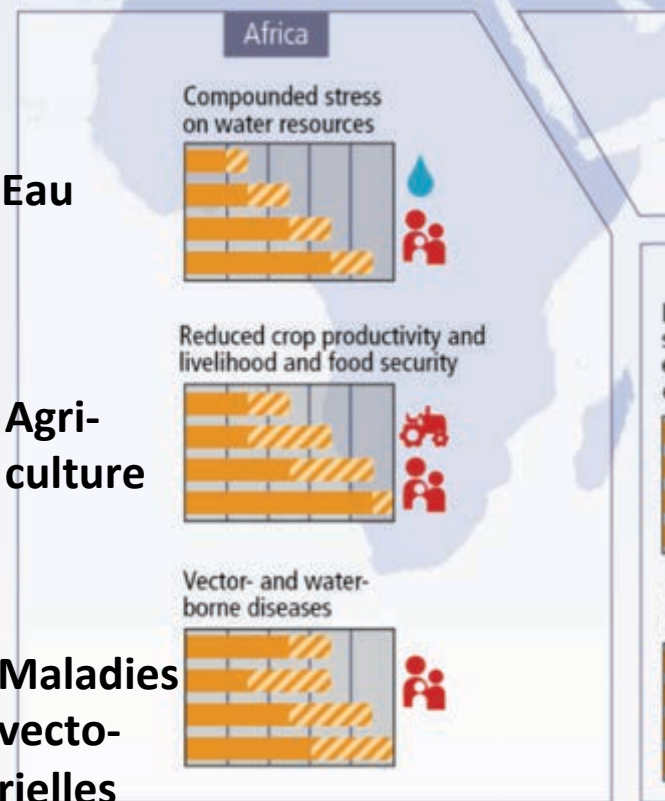 Africa
Compounded stress
on water resources
Eau
Reduced crop productivity and
livelihood and food security
Agri-
culture
Vector- and water-
borne diseases
Maladies
vecto-
rielles